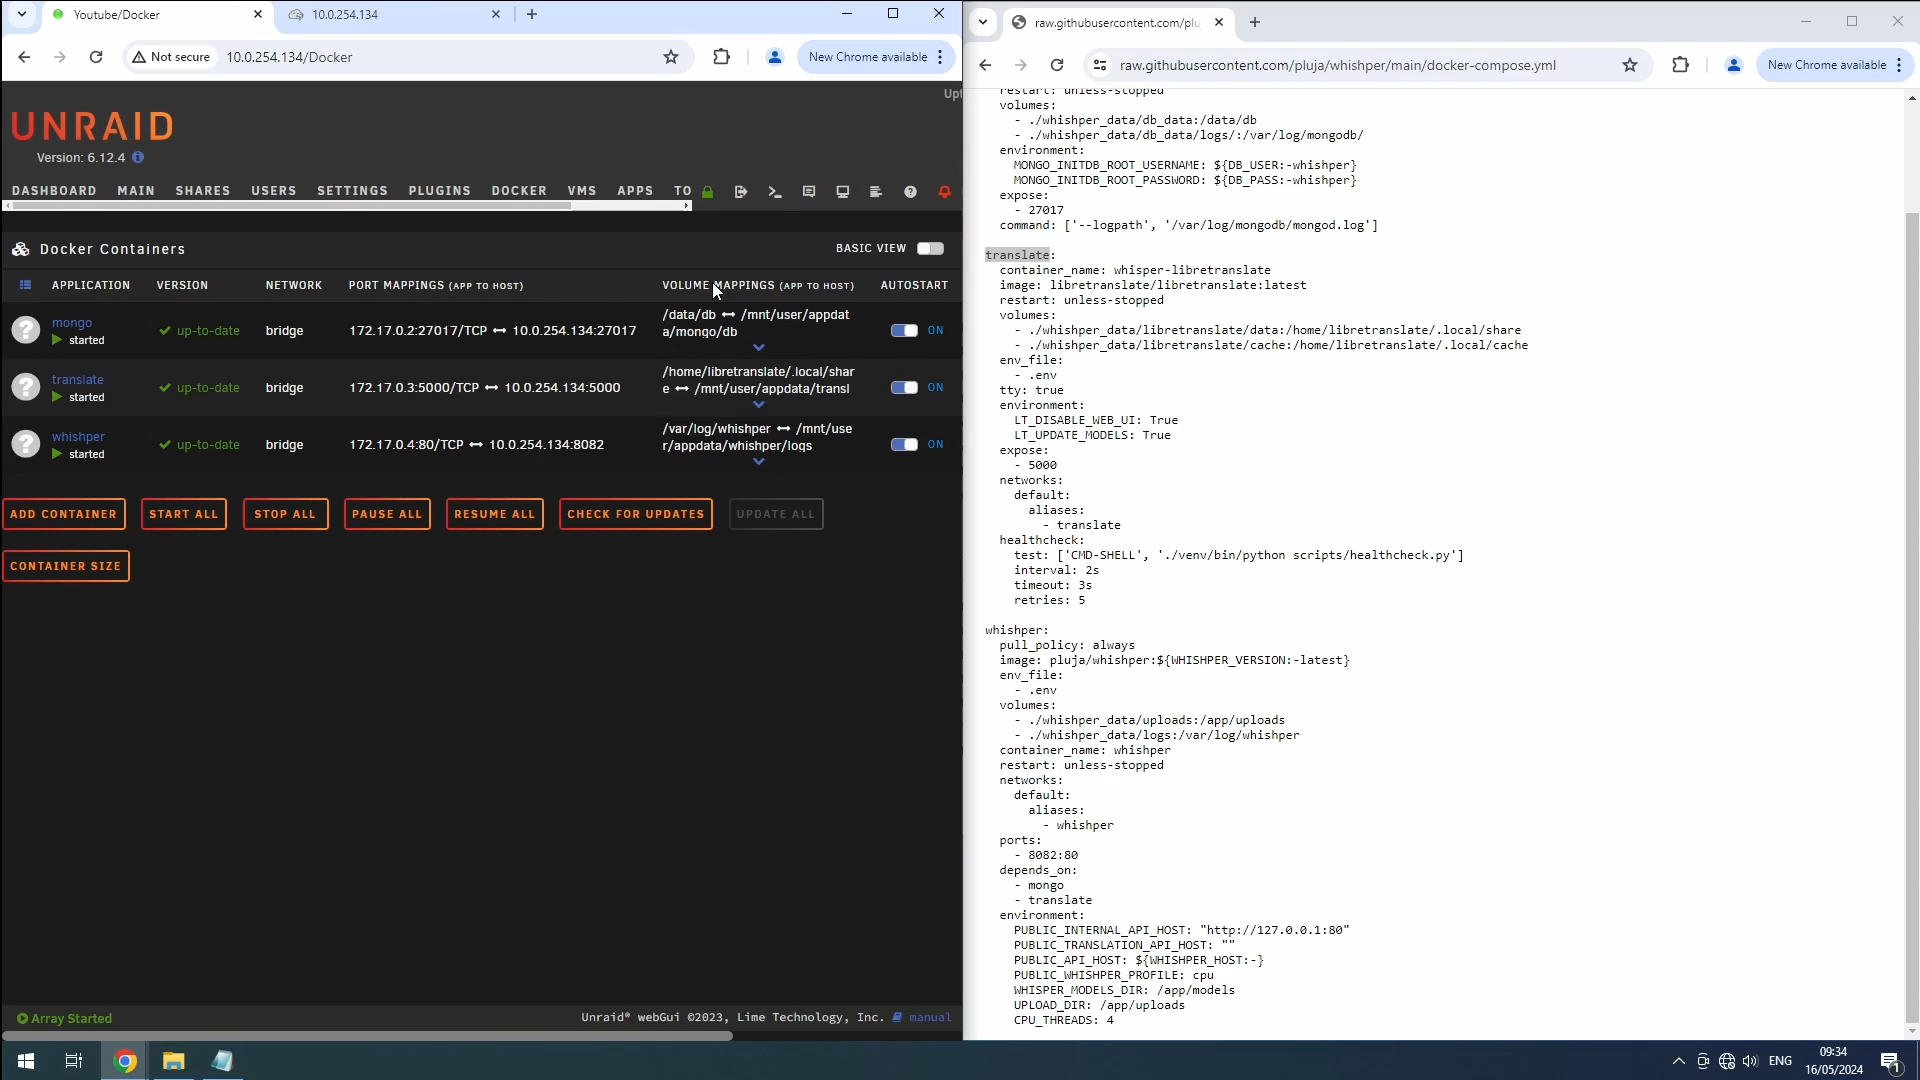 Youtube/Docker
10.0.254.134
Not secure
10.0.254.134/Docker
New Chrome available
UNRAID
Version: 6.12.4
DASHBOARD MAIN SHARES USERS SETTINGS PLUGINS DOCKER VMS APPS TO
Docker Containers
BASIC VIEW
APPLICATION VERSION NETWORK PORT MAPPINGS (APP TO HOST) VOLUME MAPPINGS (APP TO HOST) AUTOSTART
mongo
started
up-to-date
bridge
172.17.0.2:27017/TCP ↔ 10.0.254.134:27017
/data/db ↔ /mnt/user/appdat
a/mongo/db
ON
translate
started
up-to-date
bridge
172.17.0.3:5000/TCP ↔ 10.0.254.134:5000
/home/libretranslate/.local/shar
e ↔ /mnt/user/appdata/transl
ON
whishper
started
up-to-date
bridge
172.17.0.4:80/TCP ↔ 10.0.254.134:8082
/var/log/whishper ↔ /mnt/use
r/appdata/whishper/logs
ON
ADD CONTAINER START ALL STOP ALL PAUSE ALL RESUME ALL CHECK FOR UPDATES UPDATE ALL
CONTAINER SIZE
Array Started
Unraid® webGui ©2023, Lime Technology, Inc. manual
raw.githubusercontent.com/plu
raw.githubusercontent.com/pluja/whishper/main/docker-compose.yml
New Chrome available
restart: unless-stopped
volumes:
- ./whishper_data/db_data:/data/db
- ./whishper_data/db_data/logs/:/var/log/mongodb/
environment:
MONGO_INITDB_ROOT_USERNAME: ${DB_USER:-whishper}
MONGO_INITDB_ROOT_PASSWORD: ${DB_PASS:-whishper}
expose:
- 27017
command: ['--logpath', '/var/log/mongodb/mongod.log']
translate:
container_name: whisper-libretranslate
image: libretranslate/libretranslate:latest
restart: unless-stopped
volumes:
- ./whishper_data/libretranslate/data:/home/libretranslate/.local/share
- ./whishper_data/libretranslate/cache:/home/libretranslate/.local/cache
env_file:
- .env
tty: true
environment:
LT_DISABLE_WEB_UI: True
LT_UPDATE_MODELS: True
expose:
- 5000
networks:
default:
aliases:
- translate
healthcheck:
test: ['CMD-SHELL', './venv/bin/python scripts/healthcheck.py']
interval: 2s
timeout: 3s
retries: 5
whishper:
pull_policy: always
image: pluja/whishper:${WHISHPER_VERSION:-latest}
env_file:
- .env
volumes:
- ./whishper_data/uploads:/app/uploads
- ./whishper_data/logs:/var/log/whishper
container_name: whishper
restart: unless-stopped
networks:
default:
aliases:
- whishper
ports:
- 8082:80
depends_on:
- mongo
- translate
environment:
PUBLIC_INTERNAL_API_HOST: "http://127.0.0.1:80"
PUBLIC_TRANSLATION_API_HOST: ""
PUBLIC_API_HOST: ${WHISHPER_HOST:-}
PUBLIC_WHISHPER_PROFILE: cpu
WHISPER_MODELS_DIR: /app/models
UPLOAD_DIR: /app/uploads
CPU_THREADS: 4
ENG
09:34
16/05/2024
1